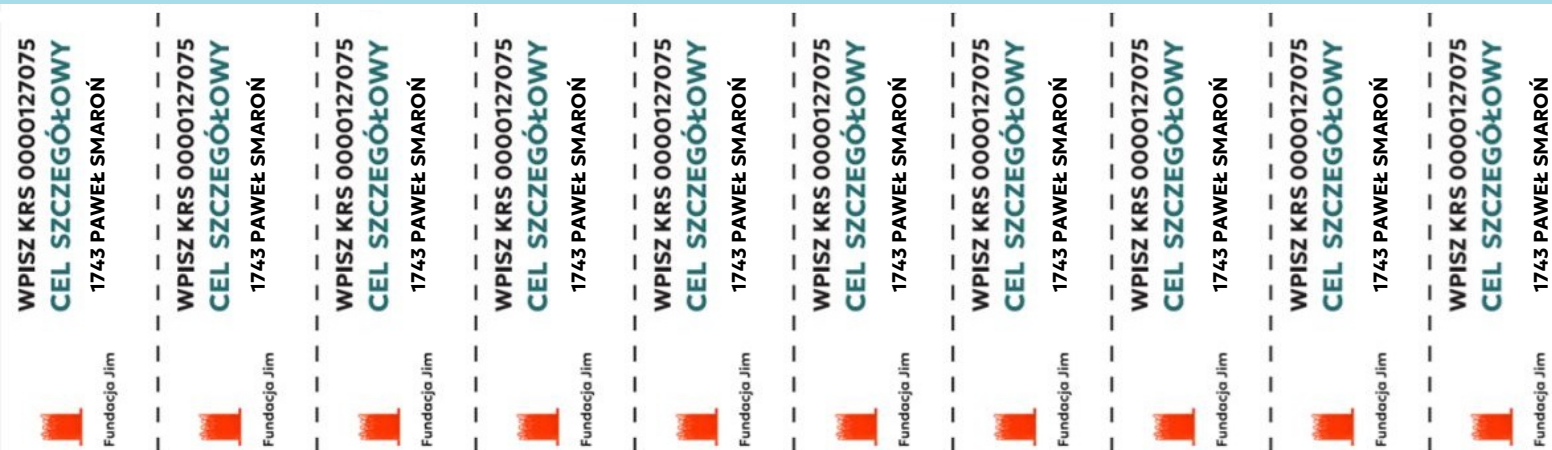 WPISZ KRS 0000127075
CEL SZCZEGÓŁOWY
1743 PAWEŁ SMAROŃ
Fundacja Jim
WPISZ KRS 0000127075
CEL SZCZEGÓŁOWY
1743 PAWEŁ SMAROŃ
Fundacja Jim
WPISZ KRS 0000127075
CEL SZCZEGÓŁOWY
1743 PAWEŁ SMAROŃ
Fundacja Jim
WPISZ KRS 0000127075
CEL SZCZEGÓŁOWY
1743 PAWEŁ SMAROŃ
Fundacja Jim
WPISZ KRS 0000127075
CEL SZCZEGÓŁOWY
1743 PAWEŁ SMAROŃ
Fundacja Jim
WPISZ KRS 0000127075
CEL SZCZEGÓŁOWY
1743 PAWEŁ SMAROŃ
Fundacja Jim
WPISZ KRS 0000127075
CEL SZCZEGÓŁOWY
1743 PAWEŁ SMAROŃ
Fundacja Jim
WPISZ KRS 0000127075
CEL SZCZEGÓŁOWY
1743 PAWEŁ SMAROŃ
Fundacja Jim
WPISZ KRS 0000127075
CEL SZCZEGÓŁOWY
1743 PAWEŁ SMAROŃ
Fundacja Jim
WPISZ KRS 0000127075
CEL SZCZEGÓŁOWY
1743 PAWEŁ SMAROŃ
Fundacja Jim